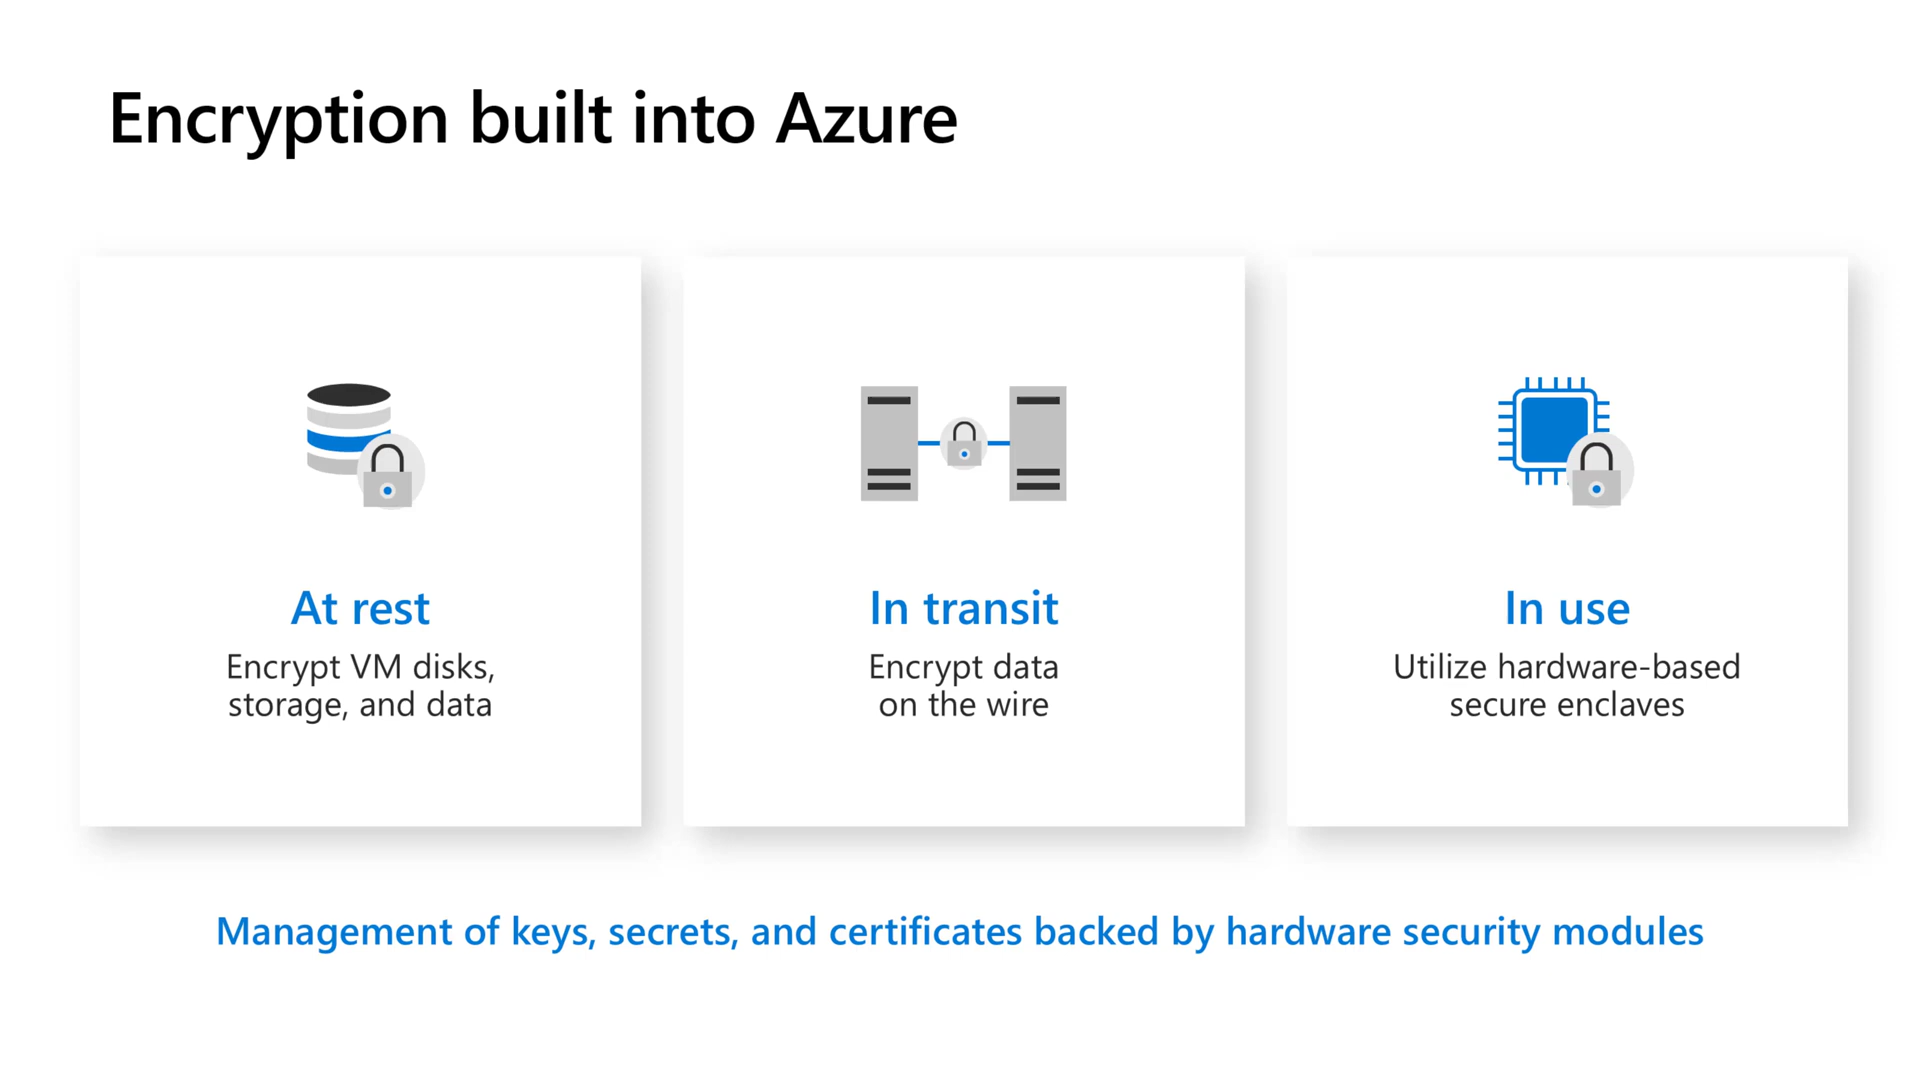 Encryption built into Azure
At rest
Encrypt VM disks,
storage, and data
In transit
Encrypt data
on the wire
In use
Utilize hardware-based
secure enclaves
Management of keys, secrets, and certificates backed by hardware security modules